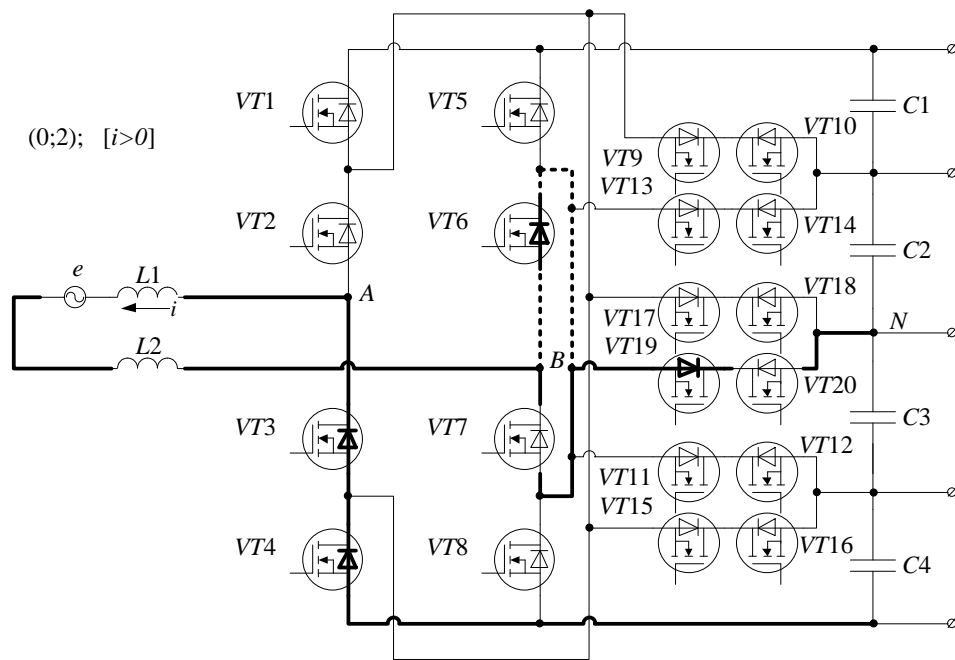 VT1
VT5
(0;2); [i>0]
VT9
VT10
C1
VT13
VT2
VT6
VT14
C2
e
L1
A
i
VT18
N
VT17
L2
B
VT19
VT20
VT3
VT7
C3
VT12
VT11
VT15
VT4
VT8
VT16
C4